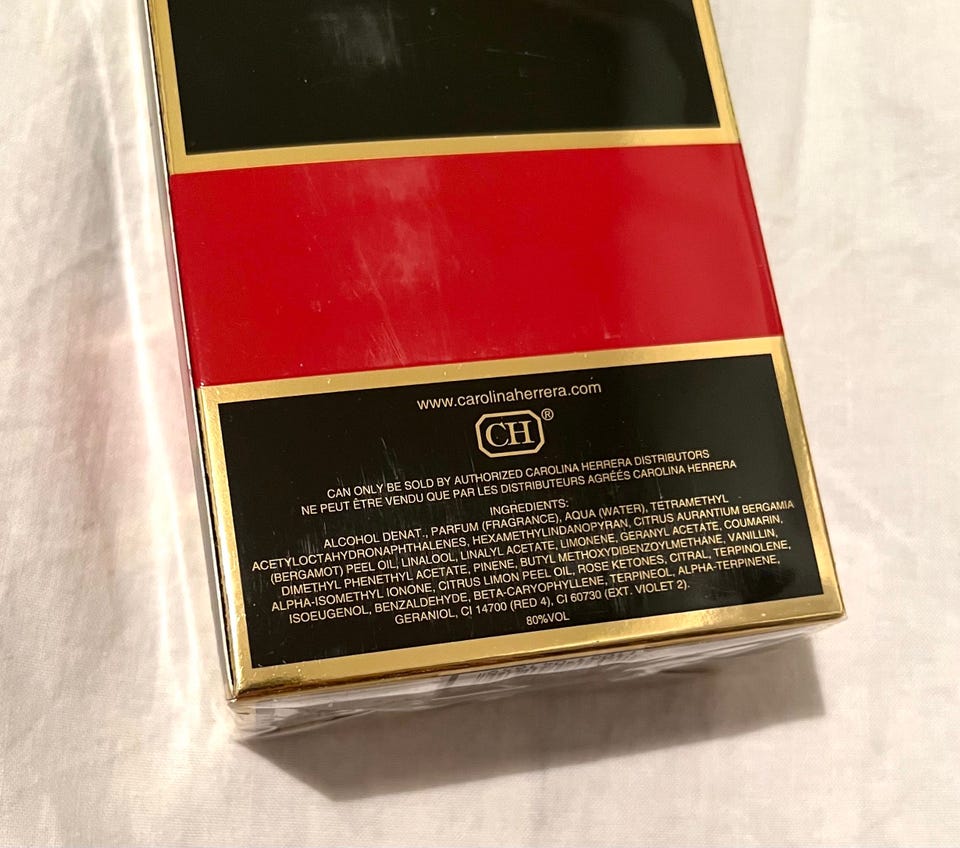 www.carolinaherrera.com
CH®
CAN ONLY BE SOLD BY AUTHORIZED CAROLINA HERRERA DISTRIBUTORS
NE PEUT ÊTRE VENDU QUE PAR LES DISTRIBUTEURS AGRÉÉS CAROLINA HERRERA
INGREDIENTS:
ALCOHOL DENAT., PARFUM (FRAGRANCE), AQUA (WATER), TETRAMETHYL
ACETYLOCTAHYDRONAPHTHALENES, HEXAMETHYLINDANOPYRAN, CITRUS AURANTIUM BERGAMIA
(BERGAMOT) PEEL OIL, LINALOOL, LINALYL ACETATE, LIMONENE, GERANYL ACETATE, COUMARIN,
DIMETHYL PHENETHYL ACETATE, PINENE, BUTYL METHOXYDIBENZOYLMETHANE, VANILLIN,
ALPHA-ISOMETHYL IONONE, CITRUS LIMON PEEL OIL, ROSE KETONES, CITRAL, TERPINOLENE,
ISOEUGENOL, BENZALDEHYDE, BETA-CARYOPHYLLENE, TERPINEOL, ALPHA-TERPINENE,
GERANIOL, CI 14700 (RED 4), CI 60730 (EXT. VIOLET 2).
80%VOL